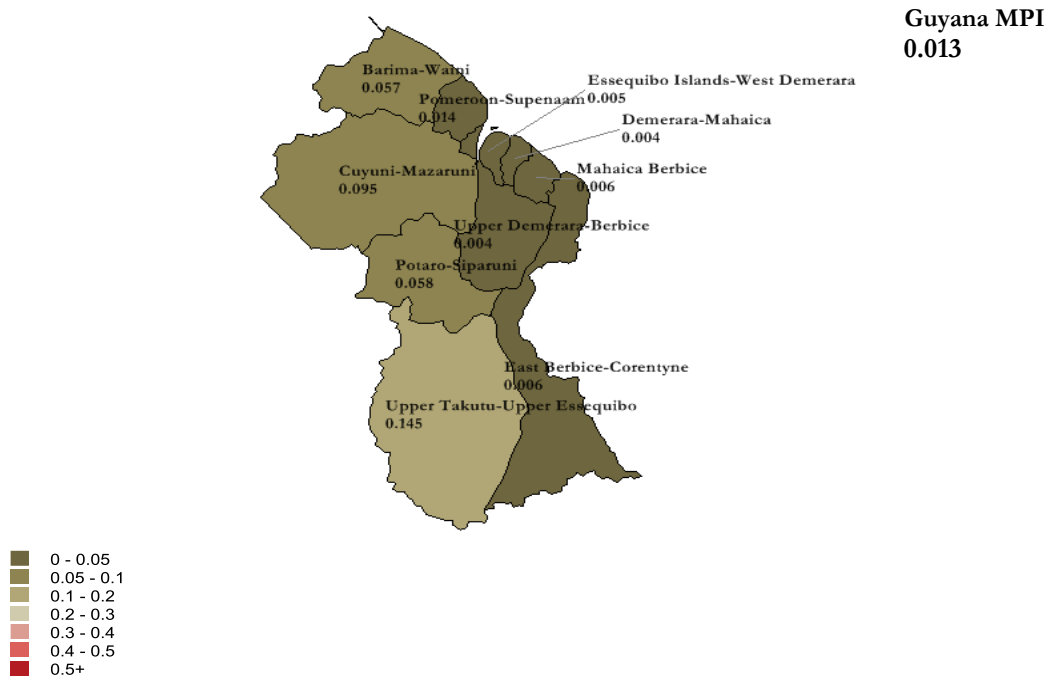 Guyana MPI
0.013
Barima-Waini
0.057
Pomeroon-Supenaam
0.014
Essequibo Islands-West Demerara
0.005
Demerara-Mahaica
0.004
Cuyuni-Mazaruni
0.095
Mahaica Berbice
0.006
Upper Demerara-Berbice
0.004
Potaro-Siparuni
0.058
East Berbice-Corentyne
0.006
Upper Takutu-Upper Essequibo
0.145
0 - 0.05
0.05 - 0.1
0.1 - 0.2
0.2 - 0.3
0.3 - 0.4
0.4 - 0.5
0.5+